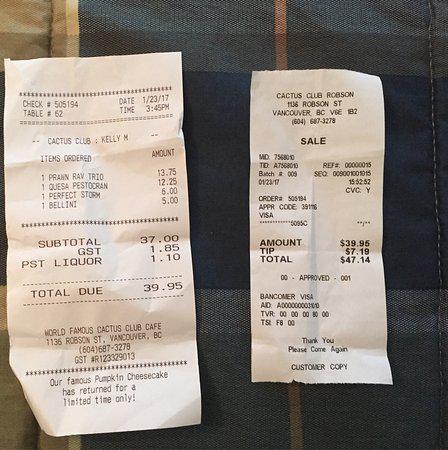 CHECK # 505194 DATE 1/23/17
TABLE # 62 TIME 3:45PM
-- CACTUS CLUB : KELLY M --
ITEMS ORDERED AMOUNT
1 PRAWN RAV TRIO 13.75
1 QUESA PESTOCRAN 12.25
1 PERFECT STORM 6.00
1 BELLINI 5.00
SUBTOTAL 37.00
GST 1.85
PST LIQUOR 1.10
TOTAL DUE 39.95
WORLD FAMOUS CACTUS CLUB CAFE
1136 ROBSON ST, VANCOUVER, BC
(604)687-3278
GST #R123329013
Our famous Pumpkin Cheesecake
has returned for a
limited time only!
CACTUS CLUB ROBSON
1136 ROBSON ST
VANCOUVER, BC V6E 1B2
(604) 687-3278
SALE
MID: 7568010
TID: A7568010 REF#: 00000015
Batch #: 009 SEQ: 009001001015
01/23/17 15:52:52
CVC: Y
ORDER#: 505194
APPR CODE: 39116
VISA
************5095C **/**
AMOUNT $39.95
TIP $7.19
TOTAL $47.14
00 - APPROVED - 001
BANCOMER VISA
AID: A0000000031010
TVR: 00 00 00 80 00
TSI: F8 00
Thank You
Please Come Again
CUSTOMER COPY